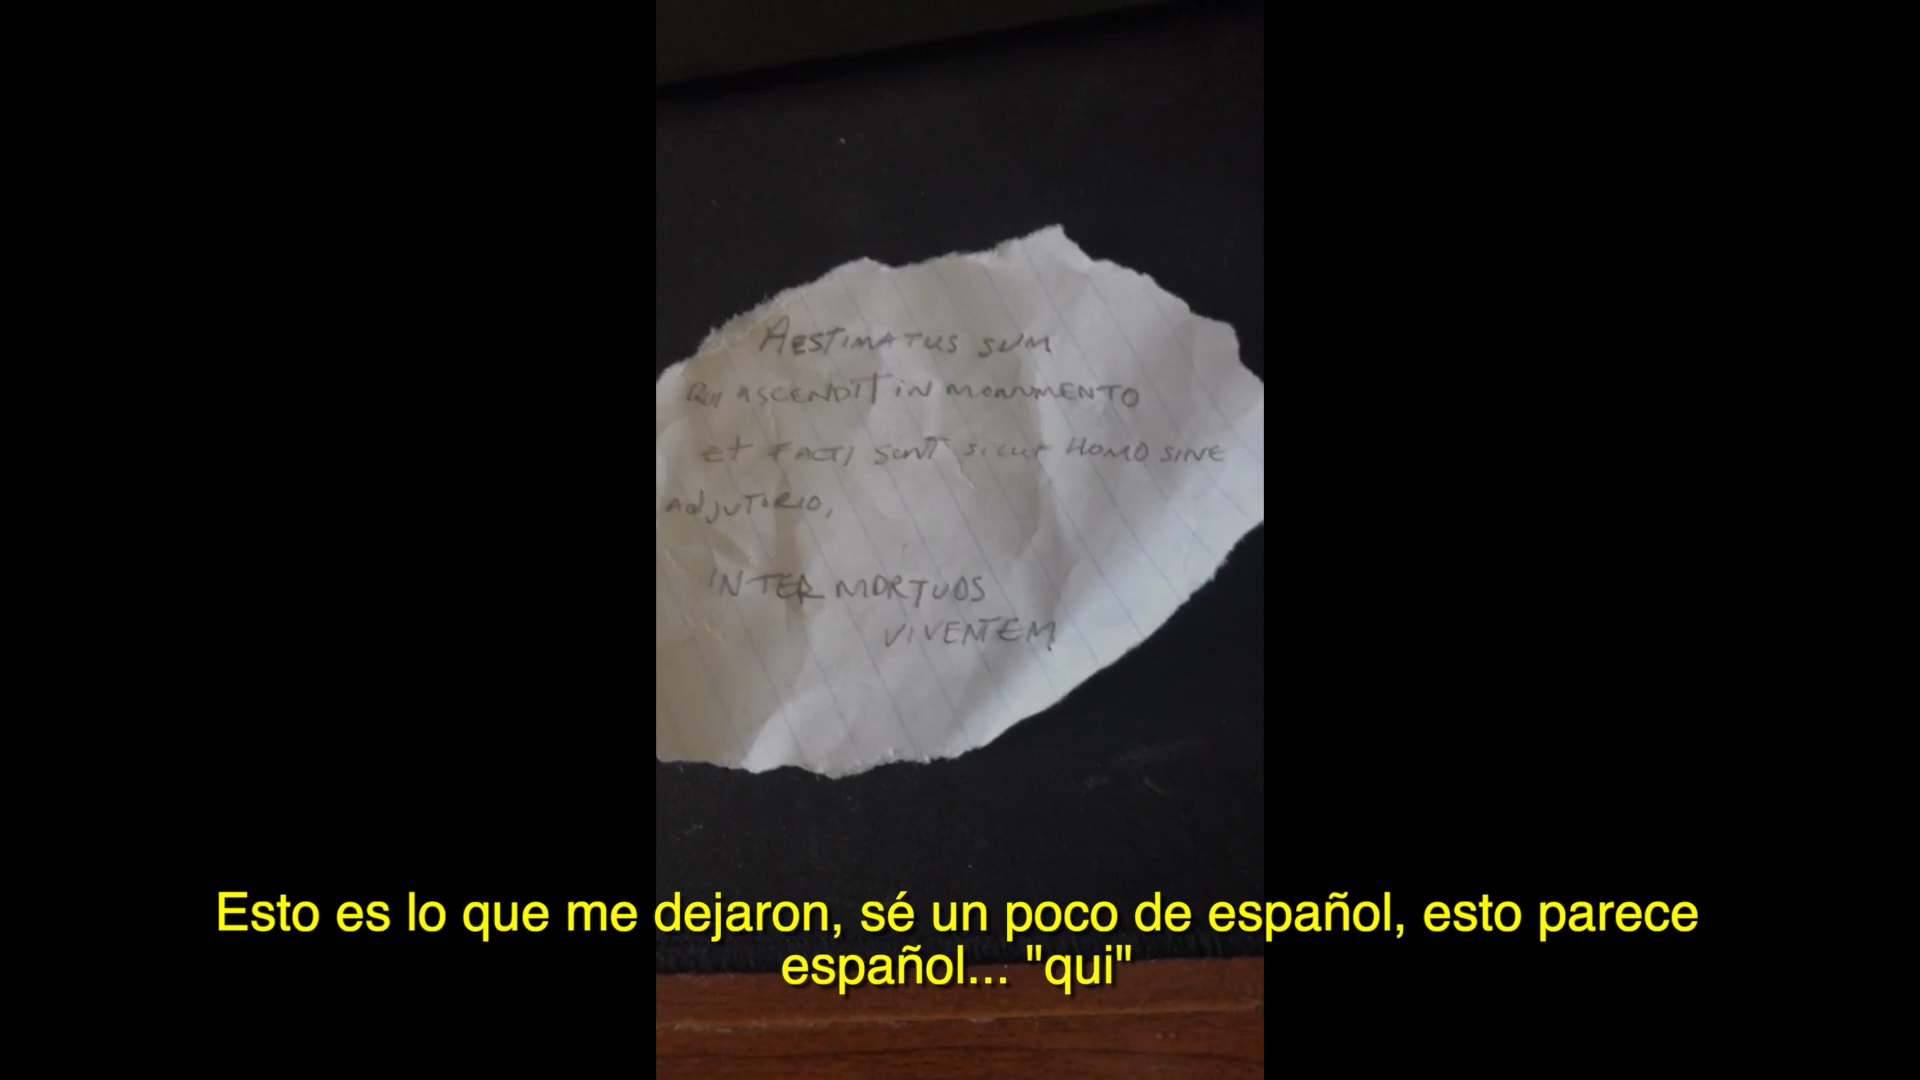 AESTIMATUS SUM
QUI ASCENDIT IN MONUMENTO
ET FACTI SUNT SICUT HOMO SINE
ADJUTORIO,
INTER MORTUOS
VIVENTEM
Esto es lo que me dejaron, sé un poco de español, esto parece
español... "qui"